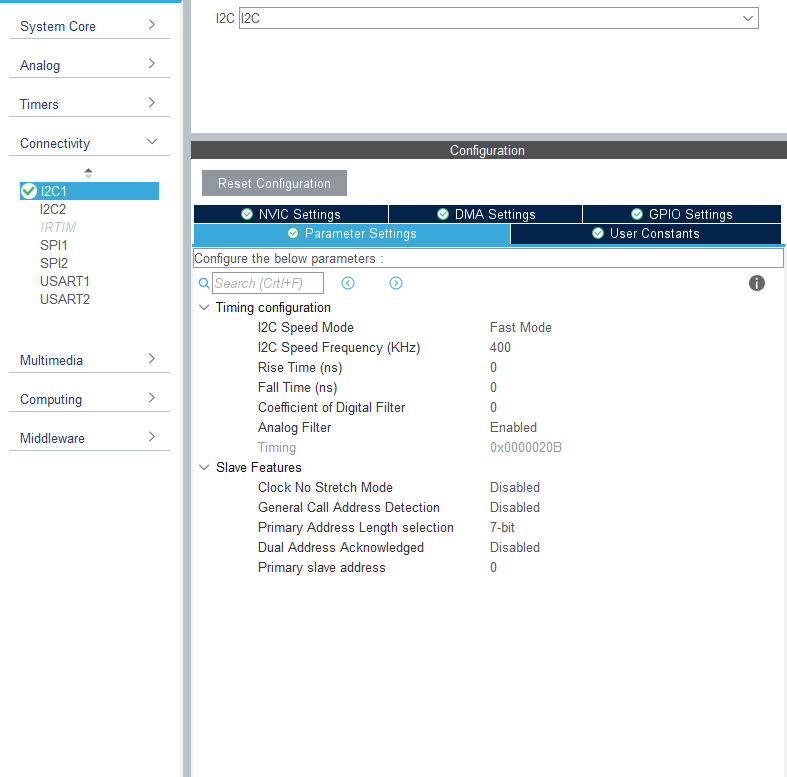 System Core
Analog
Timers
Connectivity
I2C1
I2C2
IRTIM
SPI1
SPI2
USART1
USART2
Multimedia
Computing
Middleware
I2C I2C
Configuration
Reset Configuration
NVIC Settings DMA Settings GPIO Settings
Parameter Settings User Constants
Configure the below parameters :
Search (Crtl+F)
Timing configuration
I2C Speed Mode Fast Mode
I2C Speed Frequency (KHz) 400
Rise Time (ns) 0
Fall Time (ns) 0
Coefficient of Digital Filter 0
Analog Filter Enabled
Timing 0x0000020B
Slave Features
Clock No Stretch Mode Disabled
General Call Address Detection Disabled
Primary Address Length selection 7-bit
Dual Address Acknowledged Disabled
Primary slave address 0